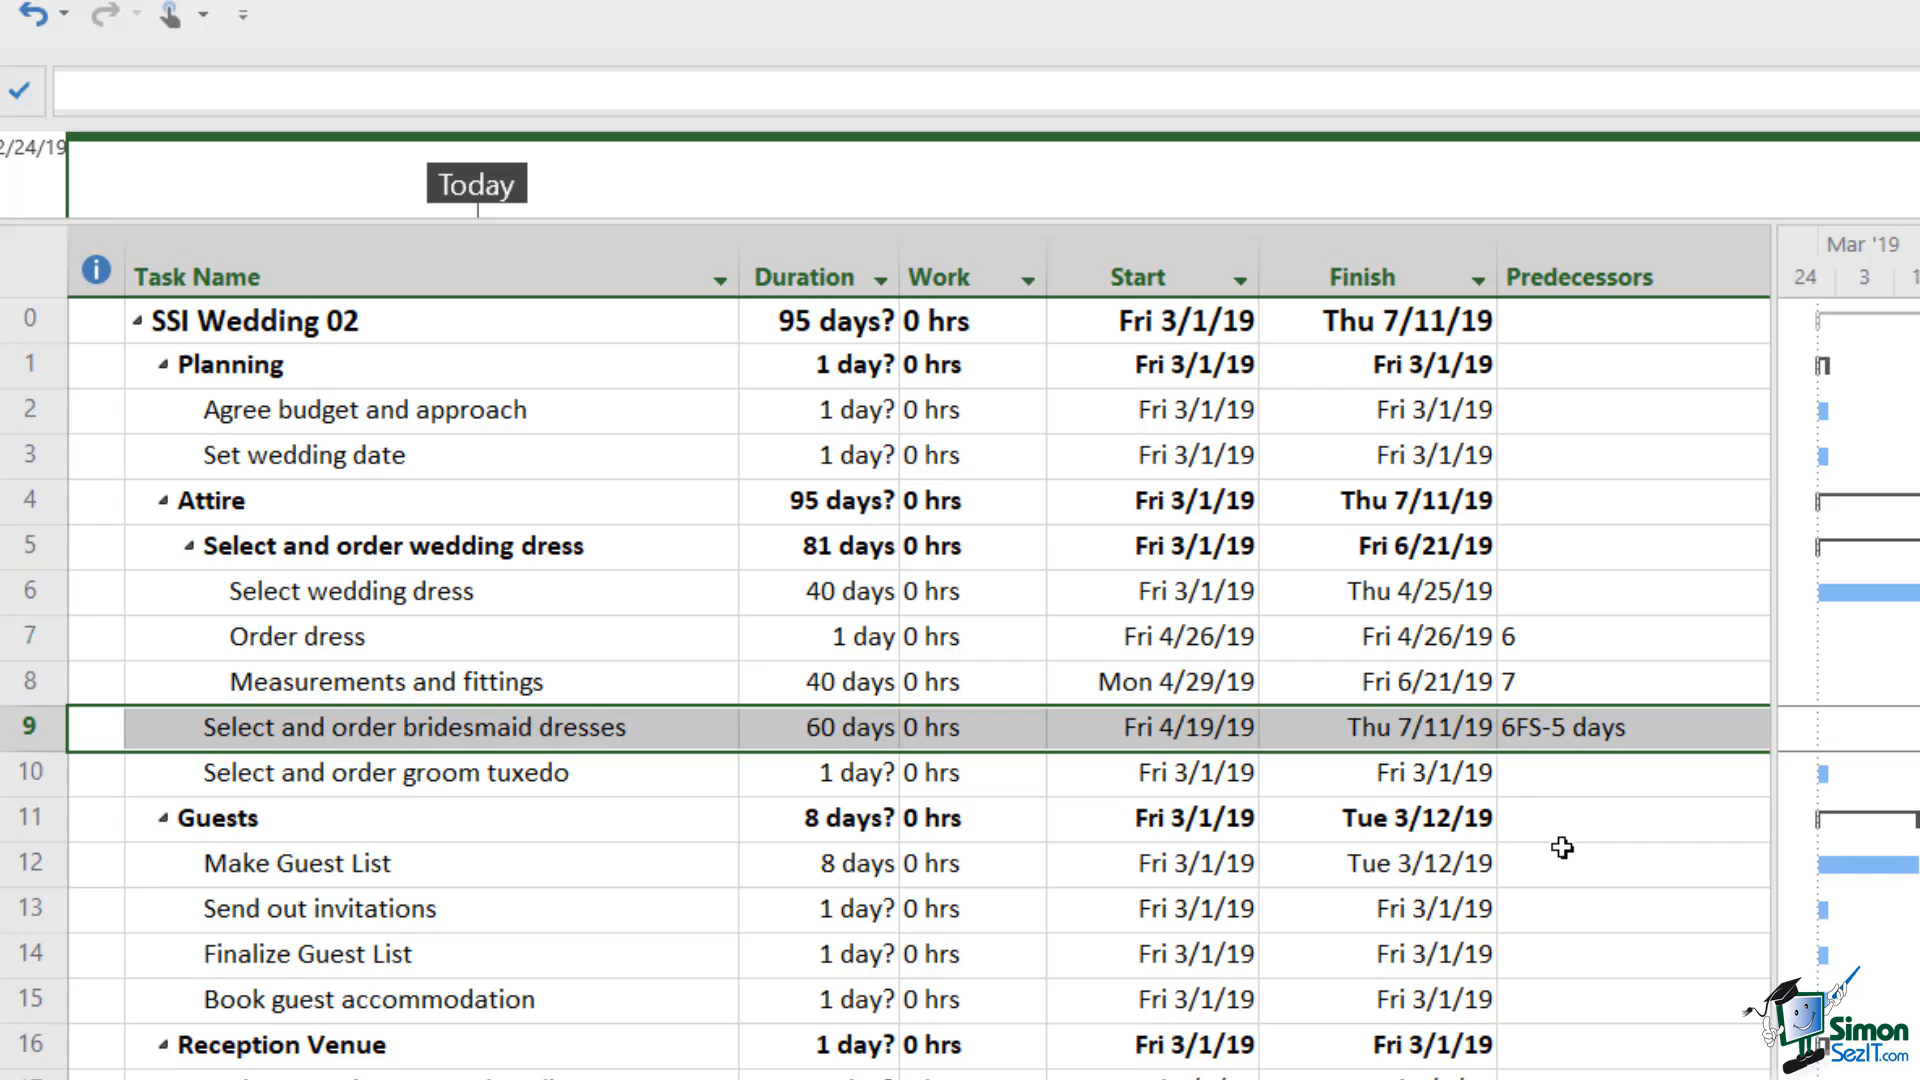 2/24/19
Today
Mar '19
Task Name Duration Work Start Finish Predecessors 24 3 1
0 SSI Wedding 02 95 days? 0 hrs Fri 3/1/19 Thu 7/11/19
1 Planning 1 day? 0 hrs Fri 3/1/19 Fri 3/1/19
2 Agree budget and approach 1 day? 0 hrs Fri 3/1/19 Fri 3/1/19
3 Set wedding date 1 day? 0 hrs Fri 3/1/19 Fri 3/1/19
4 Attire 95 days? 0 hrs Fri 3/1/19 Thu 7/11/19
5 Select and order wedding dress 81 days 0 hrs Fri 3/1/19 Fri 6/21/19
6 Select wedding dress 40 days 0 hrs Fri 3/1/19 Thu 4/25/19
7 Order dress 1 day 0 hrs Fri 4/26/19 Fri 4/26/19 6
8 Measurements and fittings 40 days 0 hrs Mon 4/29/19 Fri 6/21/19 7
9 Select and order bridesmaid dresses 60 days 0 hrs Fri 4/19/19 Thu 7/11/19 6FS-5 days
10 Select and order groom tuxedo 1 day? 0 hrs Fri 3/1/19 Fri 3/1/19
11 Guests 8 days? 0 hrs Fri 3/1/19 Tue 3/12/19
12 Make Guest List 8 days 0 hrs Fri 3/1/19 Tue 3/12/19
13 Send out invitations 1 day? 0 hrs Fri 3/1/19 Fri 3/1/19
14 Finalize Guest List 1 day? 0 hrs Fri 3/1/19 Fri 3/1/19
15 Book guest accommodation 1 day? 0 hrs Fri 3/1/19 Fri 3/1/19
16 Reception Venue 1 day? 0 hrs Fri 3/1/19 Fri 3/1/19
Simon
SezIT.com